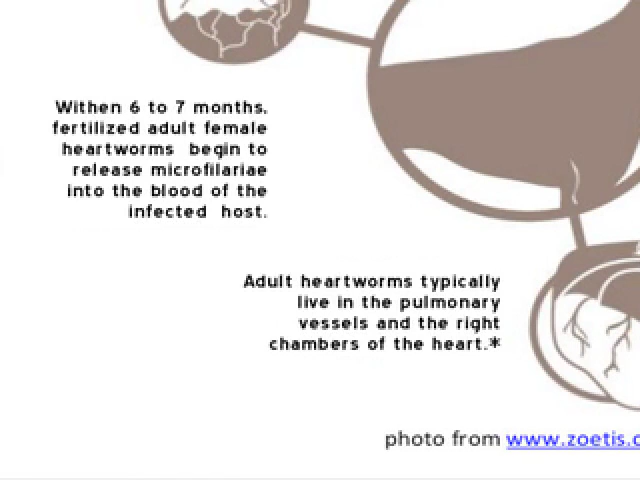 Withen 6 to 7 months,
fertilized adult female
heartworms begin to
release microfilariae
into the blood of the
infected host.
Adult heartworms typically
live in the pulmonary
vessels and the right
chambers of the heart.*
photo from www.zoetis.c